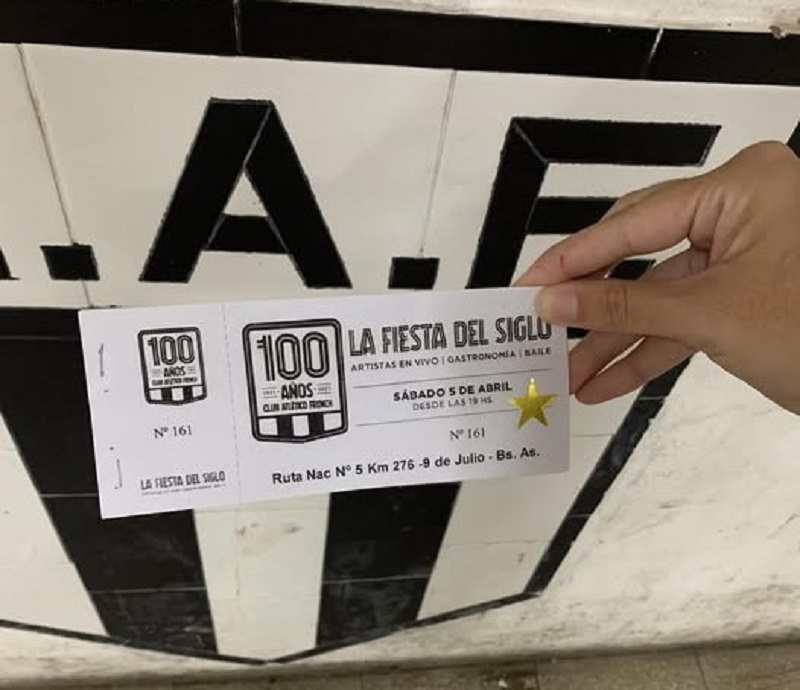 .A.F
100
AÑOS
CLUB ATLÉTICO FRENCH
Nº 161
LA FIESTA DEL SIGLO
100
AÑOS
CLUB ATLÉTICO FRENCH
LA FIESTA DEL SIGLO
ARTISTAS EN VIVO | GASTRONOMÍA | BAILE
SÁBADO 5 DE ABRIL
DESDE LAS 19 HS.
Nº 161
Ruta Nac Nº 5 Km 276 -9 de Julio - Bs. As.